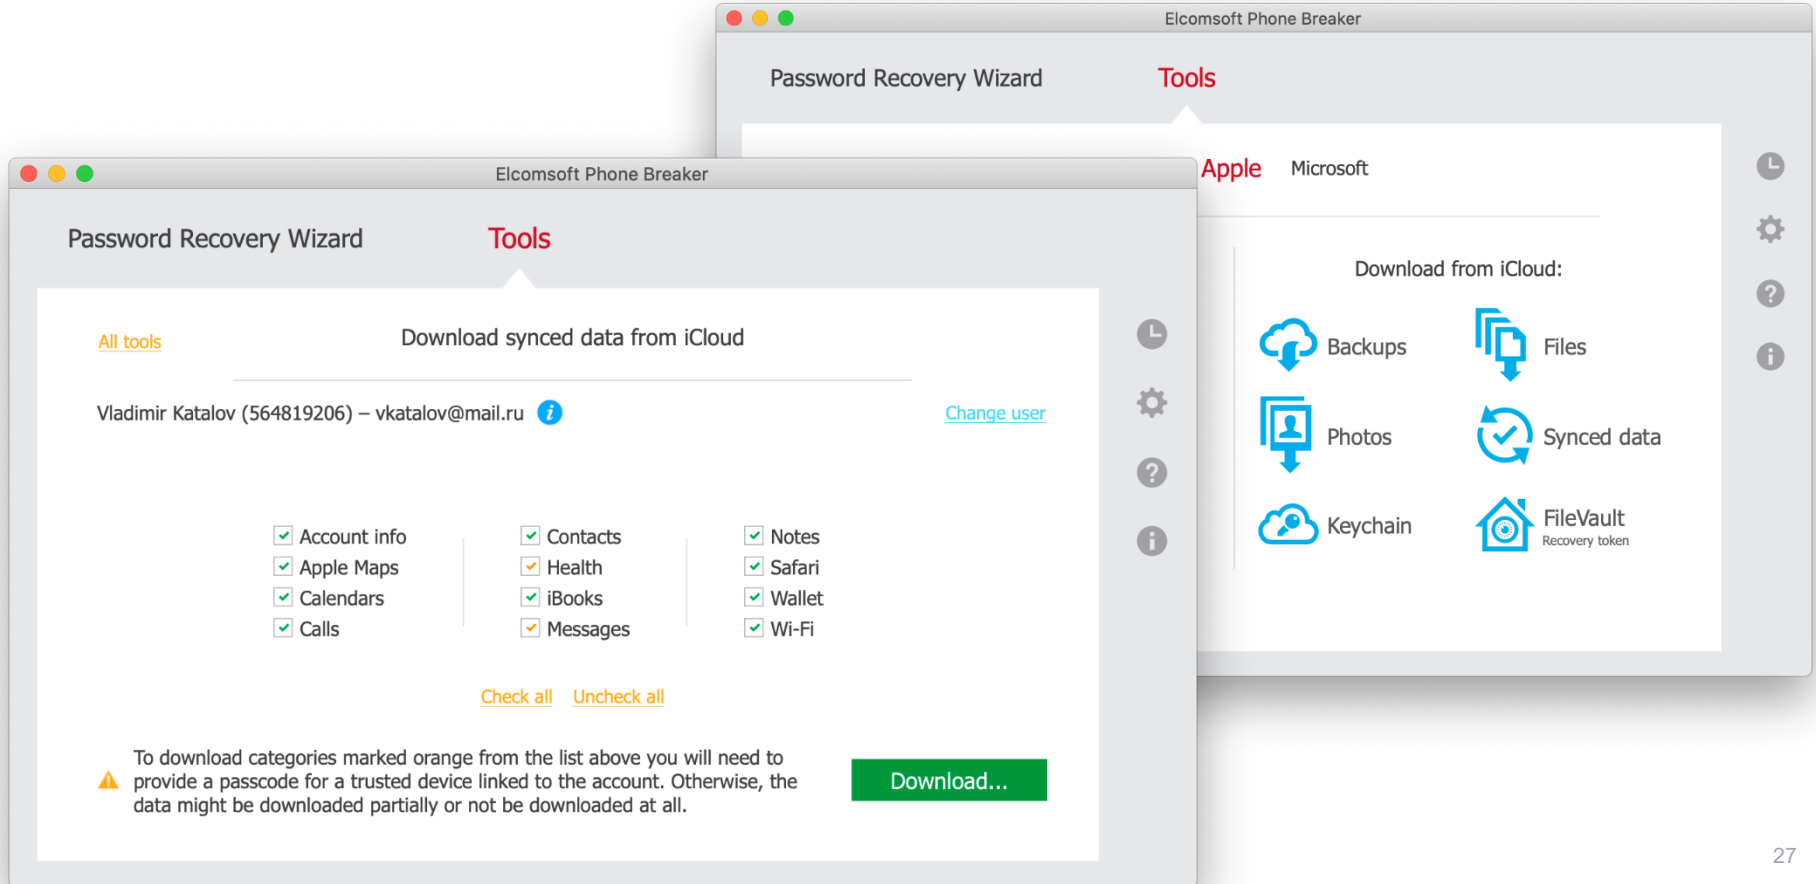 Elcomsoft Phone Breaker
Password Recovery Wizard
Tools
Apple
Microsoft
Download from iCloud:
Backups
Files
Photos
Synced data
Keychain
FileVault
Recovery token
Elcomsoft Phone Breaker
Password Recovery Wizard
Tools
All tools
Download synced data from iCloud
Vladimir Katalov (564819206) – vkatalov@mail.ru
Change user
Account info
Apple Maps
Calendars
Calls
Contacts
Health
iBooks
Messages
Notes
Safari
Wallet
Wi-Fi
Check all
Uncheck all
To download categories marked orange from the list above you will need to
provide a passcode for a trusted device linked to the account. Otherwise, the
data might be downloaded partially or not be downloaded at all.
Download...
27